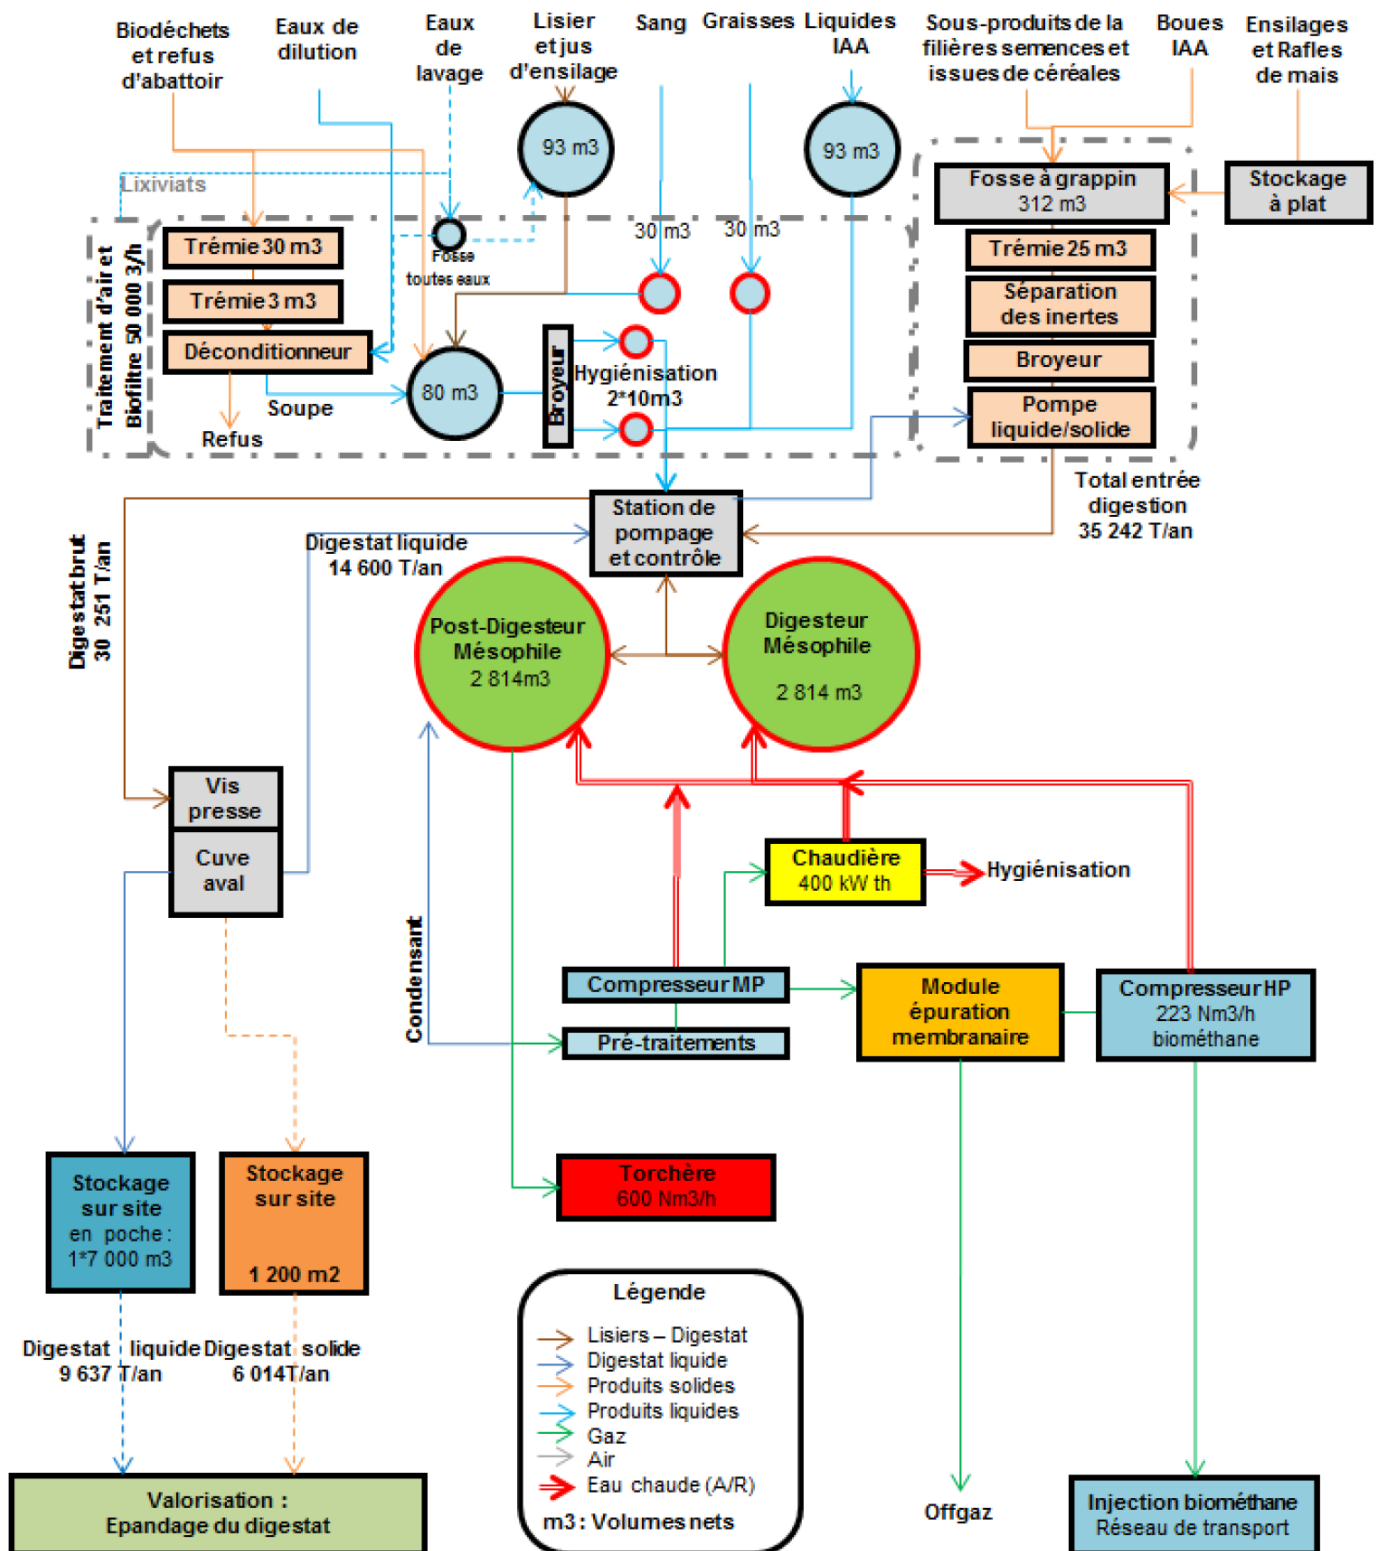 Biodéchets
et refus
d'abattoir
Eaux de
dilution
Eaux
de
lavage
Lisier
et jus
d'ensilage
Sang
Graisses
Liquides
IAA
Sous-produits de la
filières semences et
issues de céréales
Boues
IAA
Ensilages
et Rafles
de mais
93 m3
93 m3
Lixiviats
Fosse à grappin
312 m3
Stockage
à plat
Traitement d'air et
Biofiltre 50 000 3/h
Trémie 30 m3
Fosse
toutes eaux
30 m3
30 m3
Trémie 25 m3
Trémie 3 m3
Séparation
des inertes
Déconditionneur
Broyeur
Broyeur
Hygiénisation
2*10m3
80 m3
Soupe
Refus
Pompe
liquide/solide
Total entrée
digestion
35 242 T/an
Station de
pompage
et contrôle
Digestat liquide
14 600 T/an
Digestat brut
30 251 T/an
Post-Digesteur
Mésophile
2 814m3
Digesteur
Mésophile
2 814 m3
Vis
presse
Cuve
aval
Chaudière
400 kW th
Hygiénisation
Condensant
Compresseur MP
Pré-traitements
Module
épuration
membranaire
Compresseur HP
223 Nm3/h
biométhane
Stockage
sur site
en poche :
1*7 000 m3
Stockage
sur site
1 200 m2
Torchère
600 Nm3/h
Digestat liquide
9 637 T/an
Digestat solide
6 014T/an
Légende
Lisiers – Digestat
Digestat liquide
Produits solides
Produits liquides
Gaz
Air
Eau chaude (A/R)
m3 : Volumes nets
Valorisation :
Epandage du digestat
Offgaz
Injection biométhane
Réseau de transport